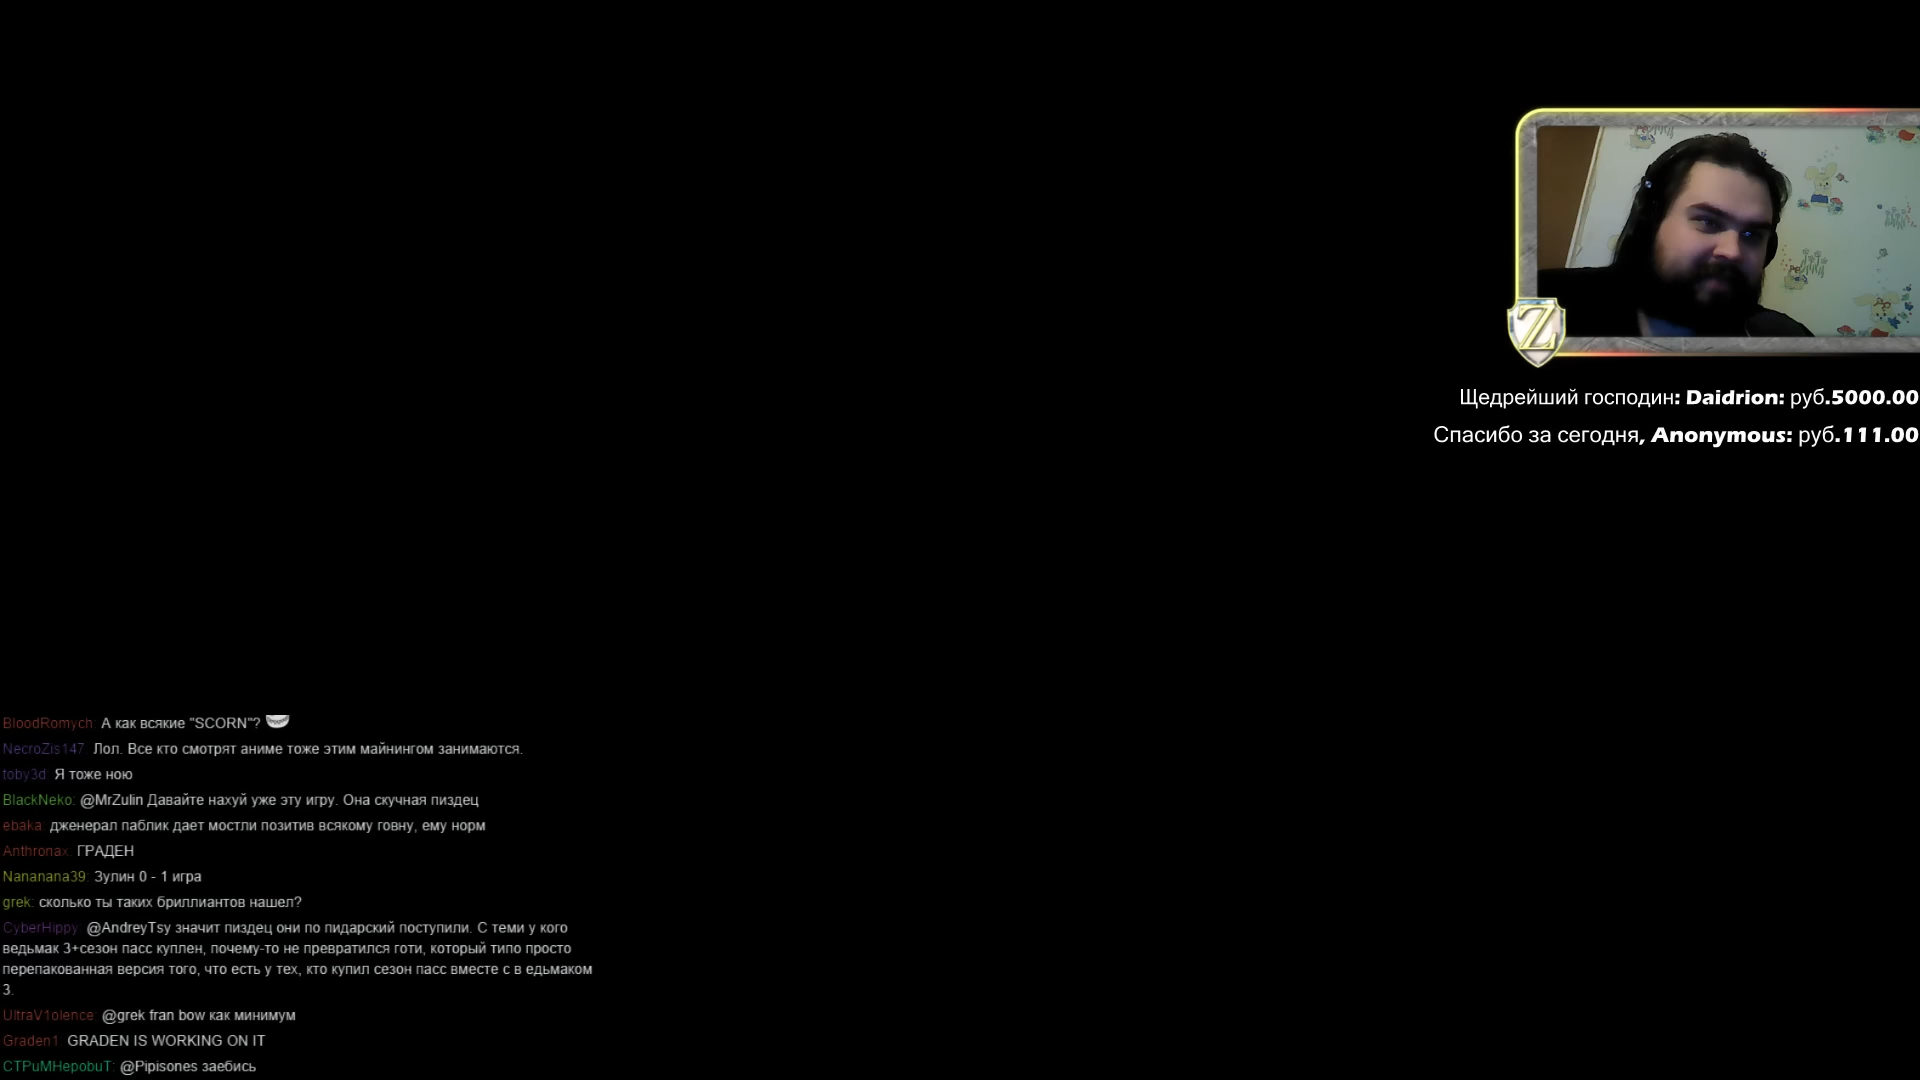 Z
Щедрейший господин: Daidrion: руб.5000.00
Спасибо за сегодня, Anonymous: руб.111.00
BloodRomych: А как всякие "SCORN"?
NecroZis147: Лол. Все кто смотрят аниме тоже этим майнингом занимаются.
toby3d: Я тоже ною
BlackNeko: @MrZulin Давайте нахуй уже эту игру. Она скучная пиздец
ebaka: дженерал паблик дает мостли позитив всякому говну, ему норм
Anthronax: ГРАДЕН
Nananana39: Зулин 0 - 1 игра
grek: сколько ты таких бриллиантов нашел?
CyberHippy: @AndreyTsy значит пиздец они по пидарский поступили. С теми у кого
ведьмак 3+сезон пасс куплен, почему-то не превратился готи, который типо просто
перепакованная версия того, что есть у тех, кто купил сезон пасс вместе с в едьмаком
3.
UltraV1olence: @grek fran bow как минимум
Graden1: GRADEN IS WORKING ON IT
CTPuMHepobuT: @Pipisones заебись